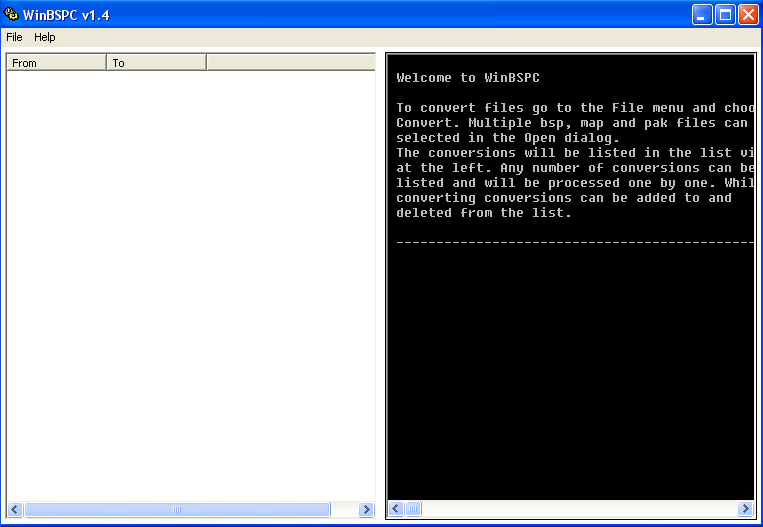 WinBSPC v1.4
File Help
From To
Welcome to WinBSPC
To convert files go to the File menu and choo
Convert. Multiple bsp, map and pak files can
selected in the Open dialog.
The conversions will be listed in the list vi
at the left. Any number of conversions can be
listed and will be processed one by one. Whil
converting conversions can be added to and
deleted from the list.
---------------------------------------------